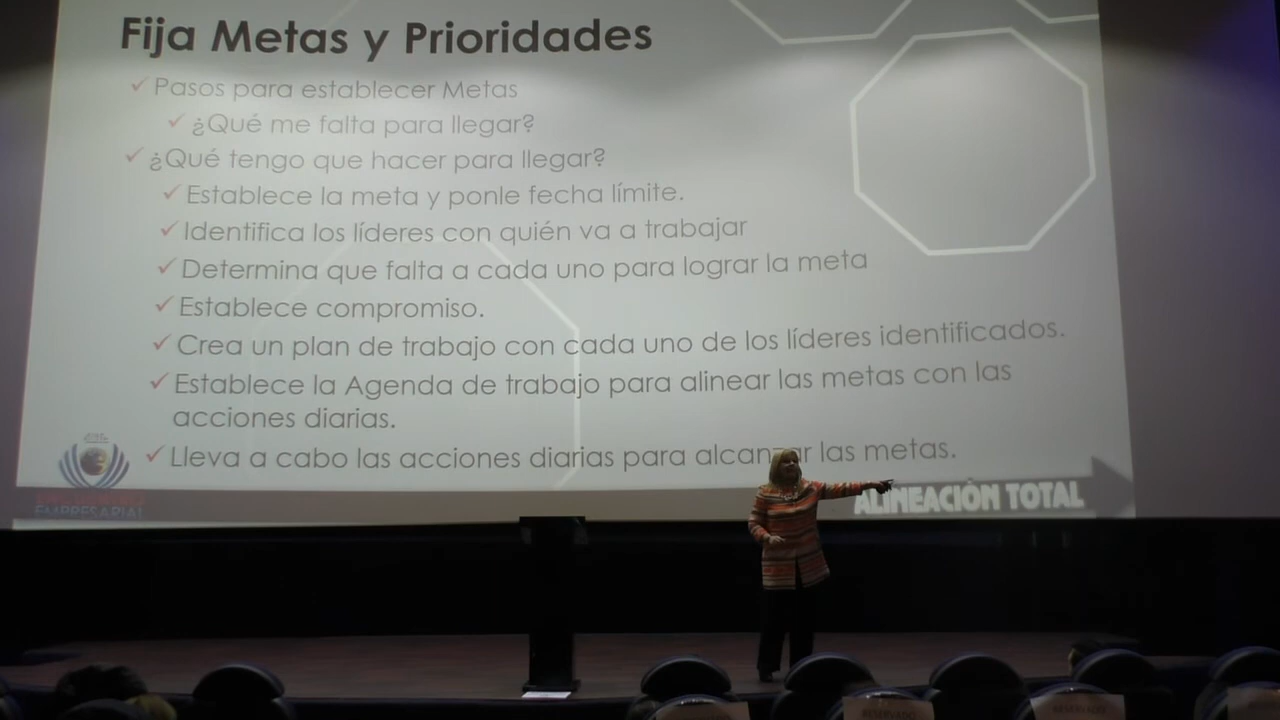 Fija Metas y Prioridades
Pasos para establecer Metas
¿Qué me falta para llegar?
¿Qué tengo que hacer para llegar?
Establece la meta y ponle fecha límite.
Identifica los líderes con quién va a trabajar
Determina que falta a cada uno para lograr la meta
Establece compromiso.
Crea un plan de trabajo con cada uno de los líderes identificados.
Establece la Agenda de trabajo para alinear las metas con las
acciones diarias.
Lleva a cabo las acciones diarias para alcanzar las metas.
EMPRESARIAL
ALINEACIÓN TOTAL
RESERVADO